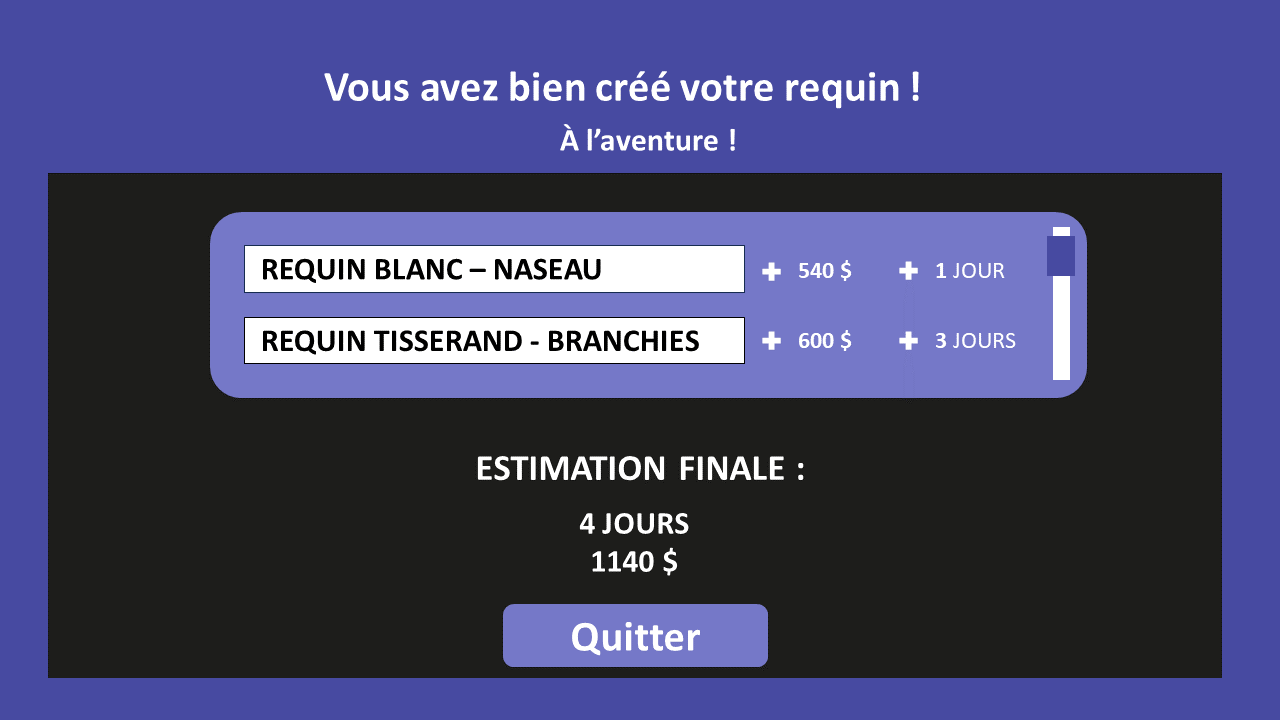 Vous avez bien créé votre requin !
À l’aventure !
REQUIN BLANC – NASEAU + 540 $ + 1 JOUR
REQUIN TISSERAND - BRANCHIES + 600 $ + 3 JOURS
ESTIMATION FINALE :
4 JOURS
1140 $
Quitter